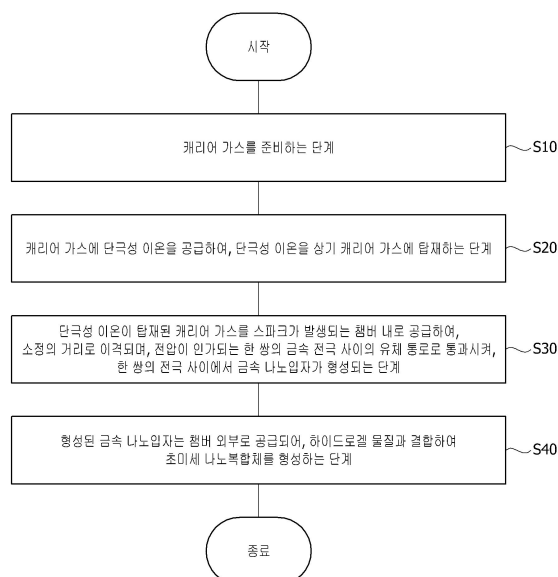 시작
캐리어 가스를 준비하는 단계
S10
캐리어 가스에 단극성 이온을 공급하여, 단극성 이온을 상기 캐리어 가스에 탑재하는 단계
S20
단극성 이온이 탑재된 캐리어 가스를 스파크가 발생되는 챔버 내로 공급하여,
소정의 거리로 이격되며, 전압이 인가되는 한 쌍의 금속 전극 사이의 유체 통로로 통과시켜,
한 쌍의 전극 사이에서 금속 나노입자가 형성되는 단계
S30
형성된 금속 나노입자는 챔버 외부로 공급되어, 하이드로겔 물질과 결합하여
초미세 나노복합체를 형성하는 단계
S40
종료